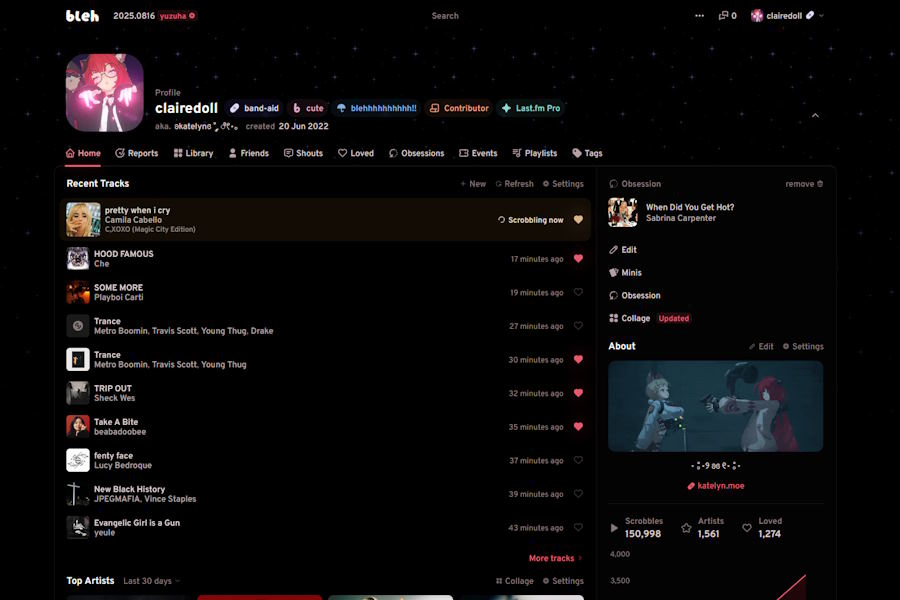 bleh 2025.0816 yuzuha Search 0 clairedoll
Profile
clairedoll band-aid cute blehhhhhhhhhh!! Contributor Last.fm Pro
created 20 Jun 2022
Home Reports Library Friends Shouts Loved Obsessions Events Playlists Tags
Recent Tracks + New Refresh Settings
pretty when i cry
Camila Cabello
C,XOXO (Magic City Edition)
Scrobbling now
HOOD FAMOUS
Che
17 minutes ago
SOME MORE
Playboi Carti
19 minutes ago
Trance
Metro Boomin, Travis Scott, Young Thug, Drake
27 minutes ago
Trance
Metro Boomin, Travis Scott, Young Thug
30 minutes ago
TRIP OUT
Sheck Wes
32 minutes ago
Take A Bite
beabadoobee
35 minutes ago
fenty face
Lucy Bedroque
37 minutes ago
New Black History
JPEGMAFIA, Vince Staples
39 minutes ago
Evangelic Girl is a Gun
yeule
43 minutes ago
More tracks
Top Artists Last 30 days Collage Settings
Obsession remove
When Did You Get Hot?
Sabrina Carpenter
Edit
Minis
Obsession
Collage Updated
About Edit Settings
katelyn.moe
Scrobbles Artists Loved
150,998 1,561 1,274
4,000
3,500